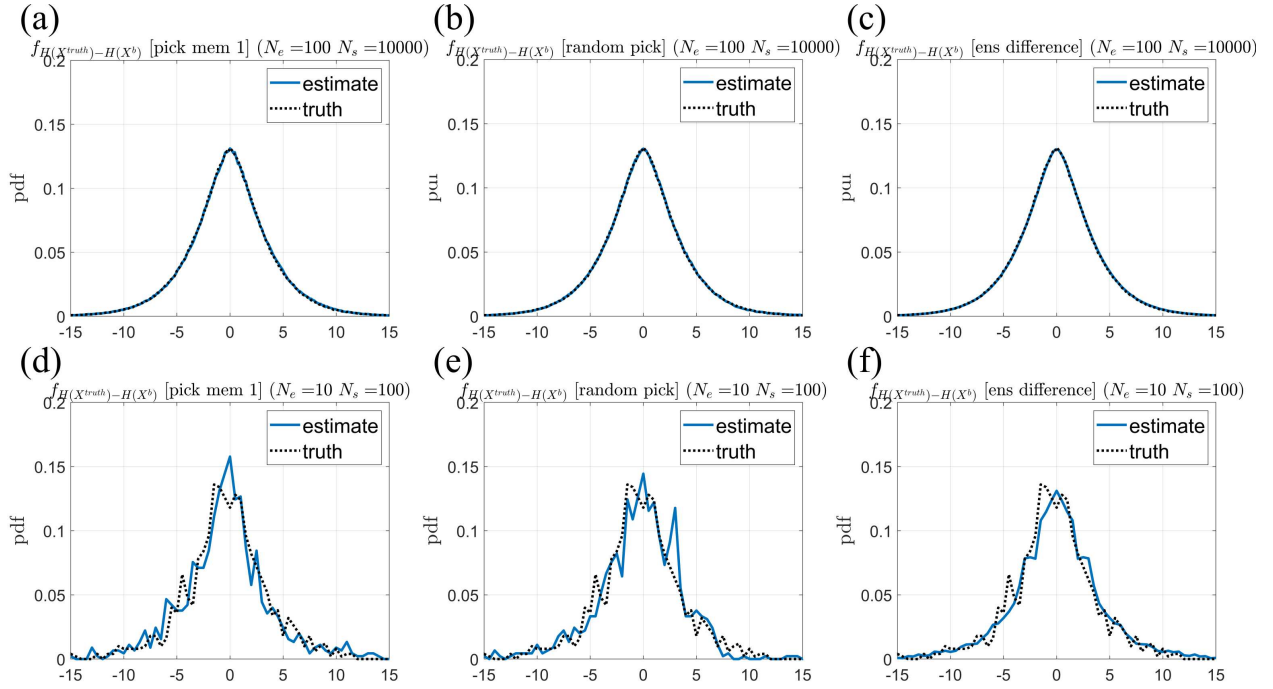 (a) (b) (c)
f_{H(X^{truth})−H(X^b)} [pick mem 1] (N_e =100 N_s =10000) f_{H(X^{truth})−H(X^b)} [random pick] (N_e =100 N_s =10000) f_{H(X^{truth})−H(X^b)} [ens difference] (N_e =100 N_s =10000)
0.2 0.2 0.2
estimate estimate estimate
truth truth truth
0.15 0.15 0.15
0.1 0.1 0.1
pdf
0.05 0.05 0.05
0 0 0
-15 -10 -5 0 5 10 15 -15 -10 -5 0 5 10 15 -15 -10 -5 0 5 10 15
(d) (e) (f)
f_{H(X^{truth})−H(X^b)} [pick mem 1] (N_e =10 N_s =100) f_{H(X^{truth})−H(X^b)} [random pick] (N_e =10 N_s =100) f_{H(X^{truth})−H(X^b)} [ens difference] (N_e =10 N_s =100)
0.2 0.2 0.2
estimate estimate estimate
truth truth truth
0.15 0.15 0.15
0.1 0.1 0.1
pdf pdf pdf
0.05 0.05 0.05
0 0 0
-15 -10 -5 0 5 10 15 -15 -10 -5 0 5 10 15 -15 -10 -5 0 5 10 15